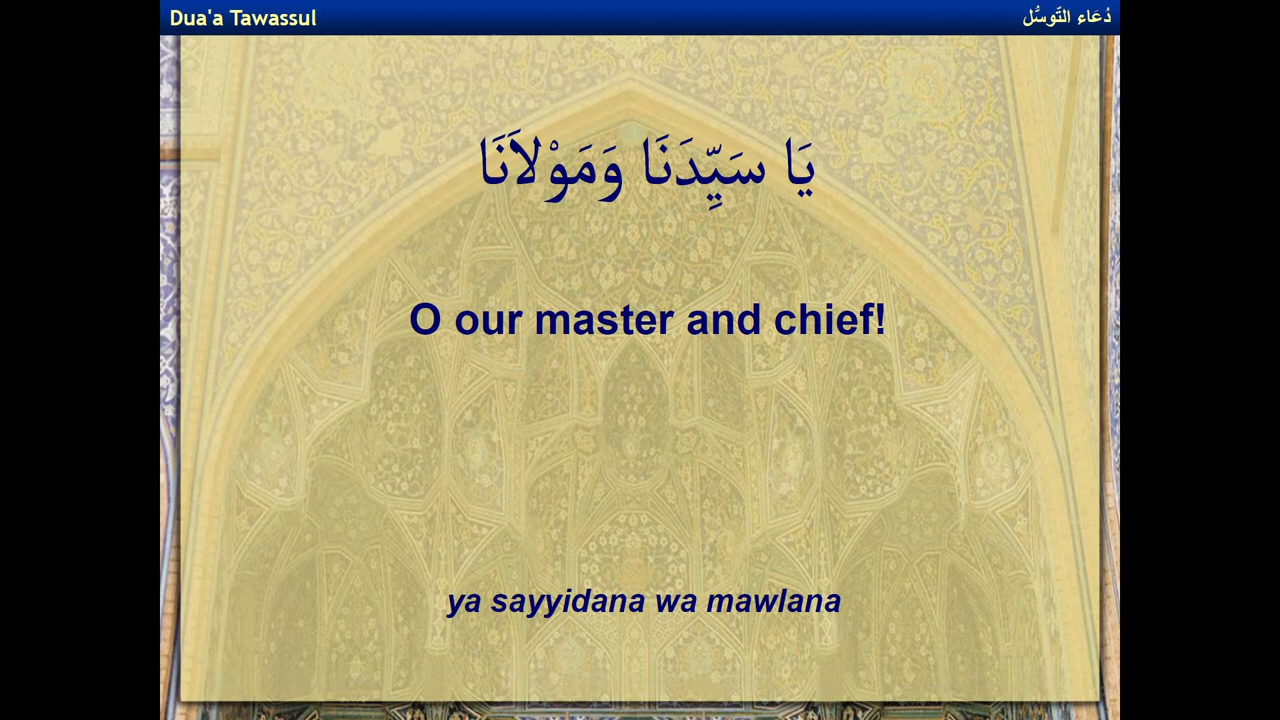 Dua'a Tawassul
دُعَاء التَّوسُّل
يَا سَيِّدَنَا وَمَوْلاَنَا
O our master and chief!
ya sayyidana wa mawlana